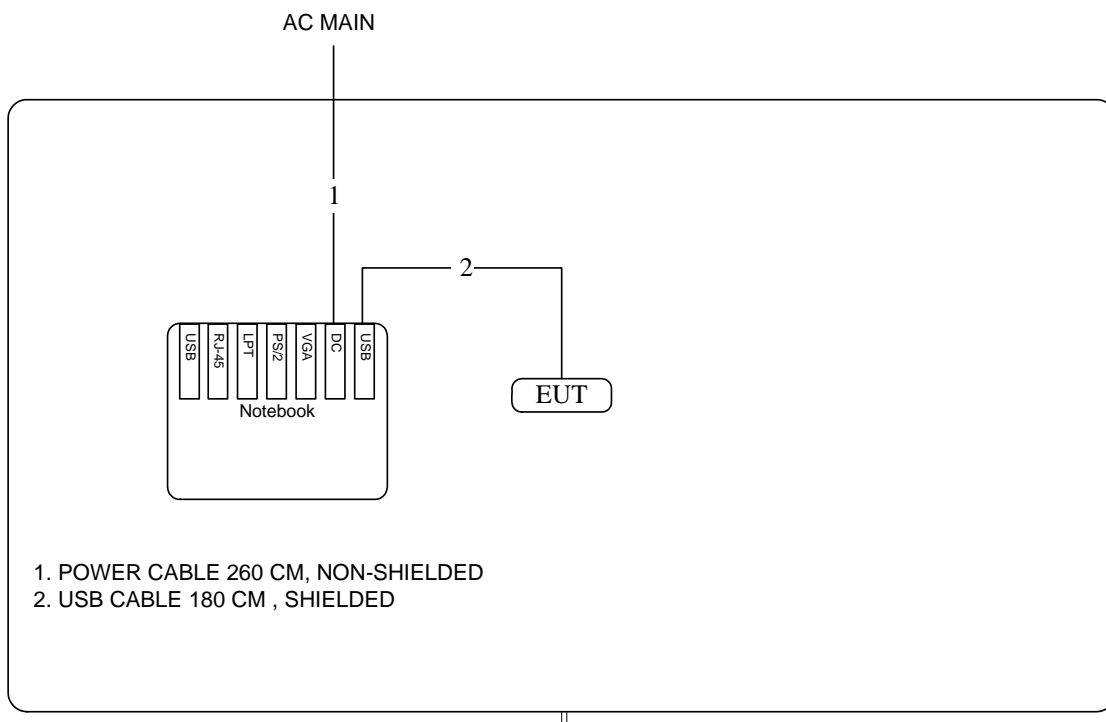 AC MAIN
1
2
USB
RJ-45
LPT
PS/2
VGA
DC
USB
Notebook
EUT
1. POWER CABLE 260 CM, NON-SHIELDED
2. USB CABLE 180 CM , SHIELDED